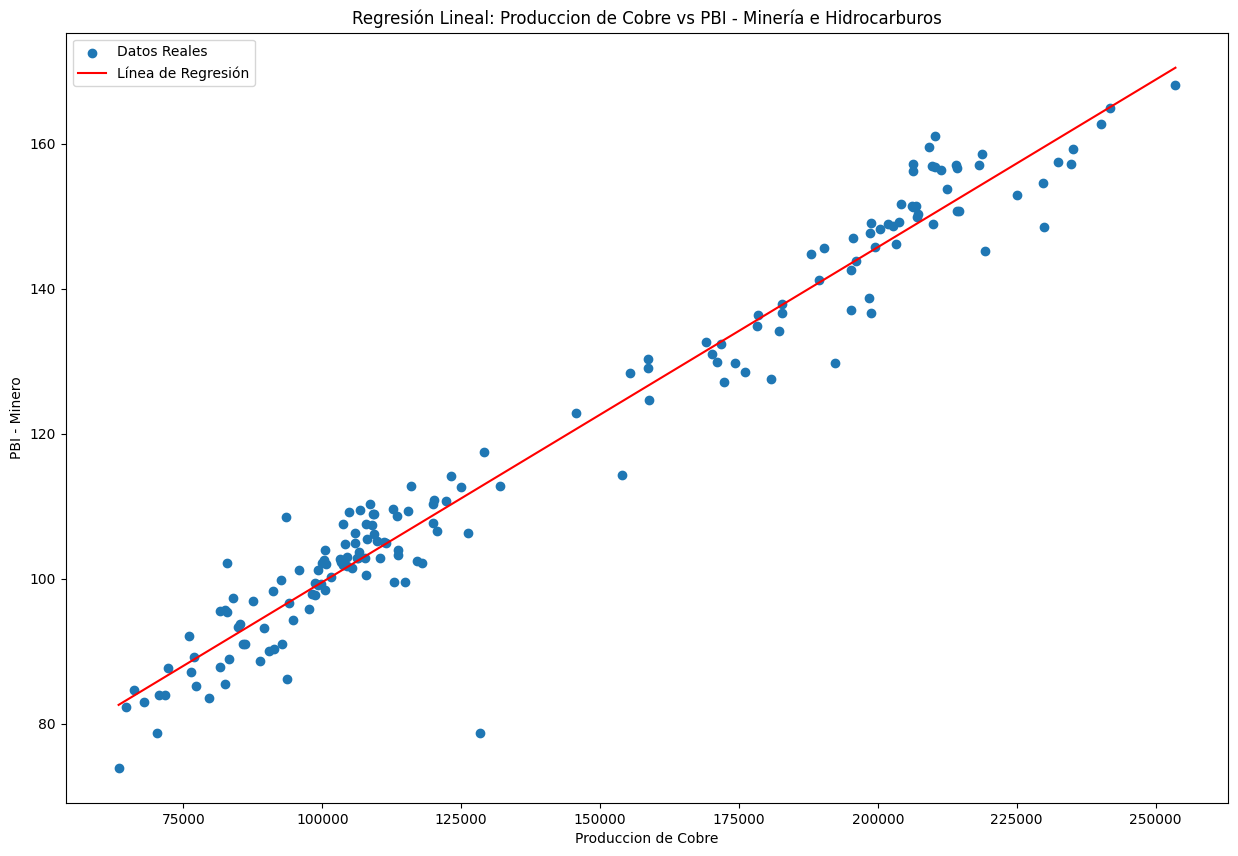 Regresión Lineal: Produccion de Cobre vs PBI - Minería e Hidrocarburos
Datos Reales
Línea de Regresión
160
140
120
100
80
PBI - Minero
75000
100000
125000
150000
175000
200000
225000
250000
Produccion de Cobre